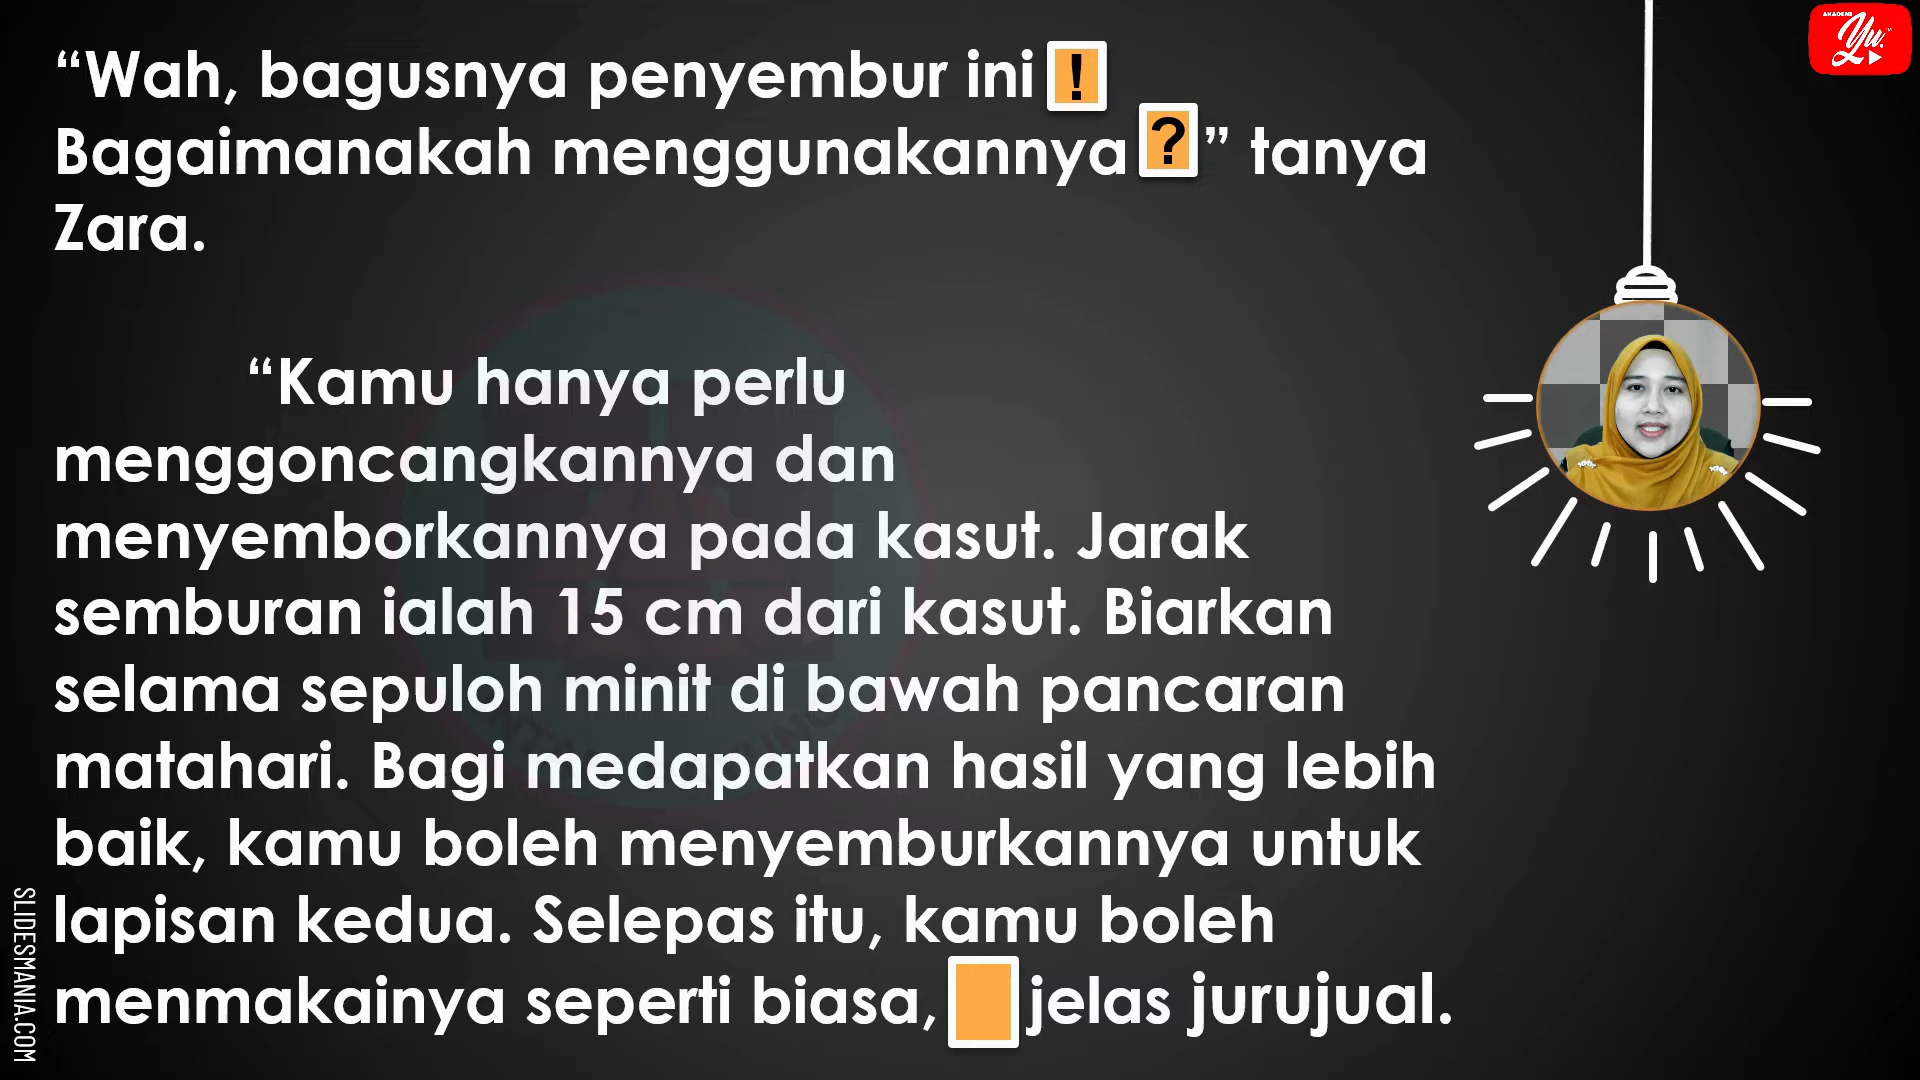 “Wah, bagusnya penyembur ini !
Bagaimanakah menggunakannya ?” tanya
Zara.
“Kamu hanya perlu
menggoncangkannya dan
menyemborkannya pada kasut. Jarak
semburan ialah 15 cm dari kasut. Biarkan
selama sepuloh minit di bawah pancaran
matahari. Bagi medapatkan hasil yang lebih
baik, kamu boleh menyemburkannya untuk
lapisan kedua. Selepas itu, kamu boleh
menmakainya seperti biasa, jelas jurujual.
SLIDESMANIA.COM
AKADEMI
Yu